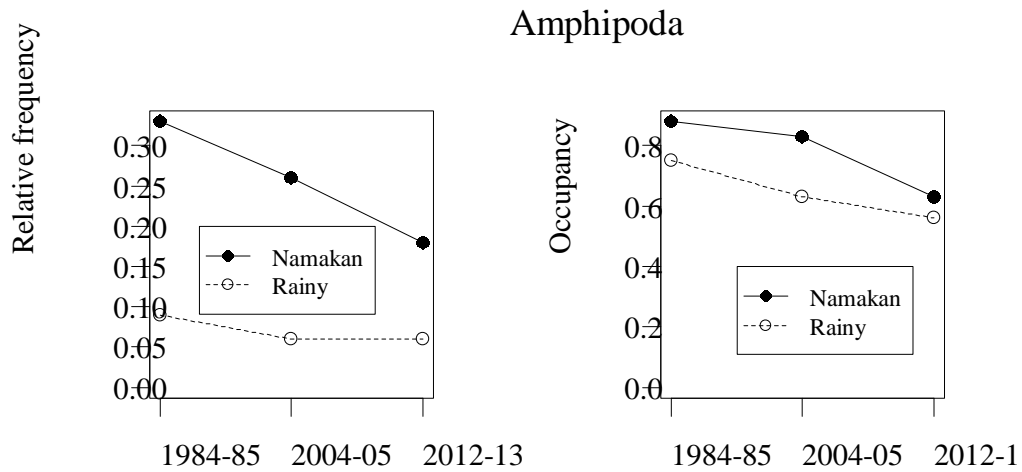 Amphipoda
Relative frequency
0.30
0.25
0.20
0.15
0.10
0.05
0.00
Namakan
Rainy
1984-85 2004-05 2012-13
Occupancy
0.8
0.6
0.4
0.2
0.0
Namakan
Rainy
1984-85 2004-05 2012-1